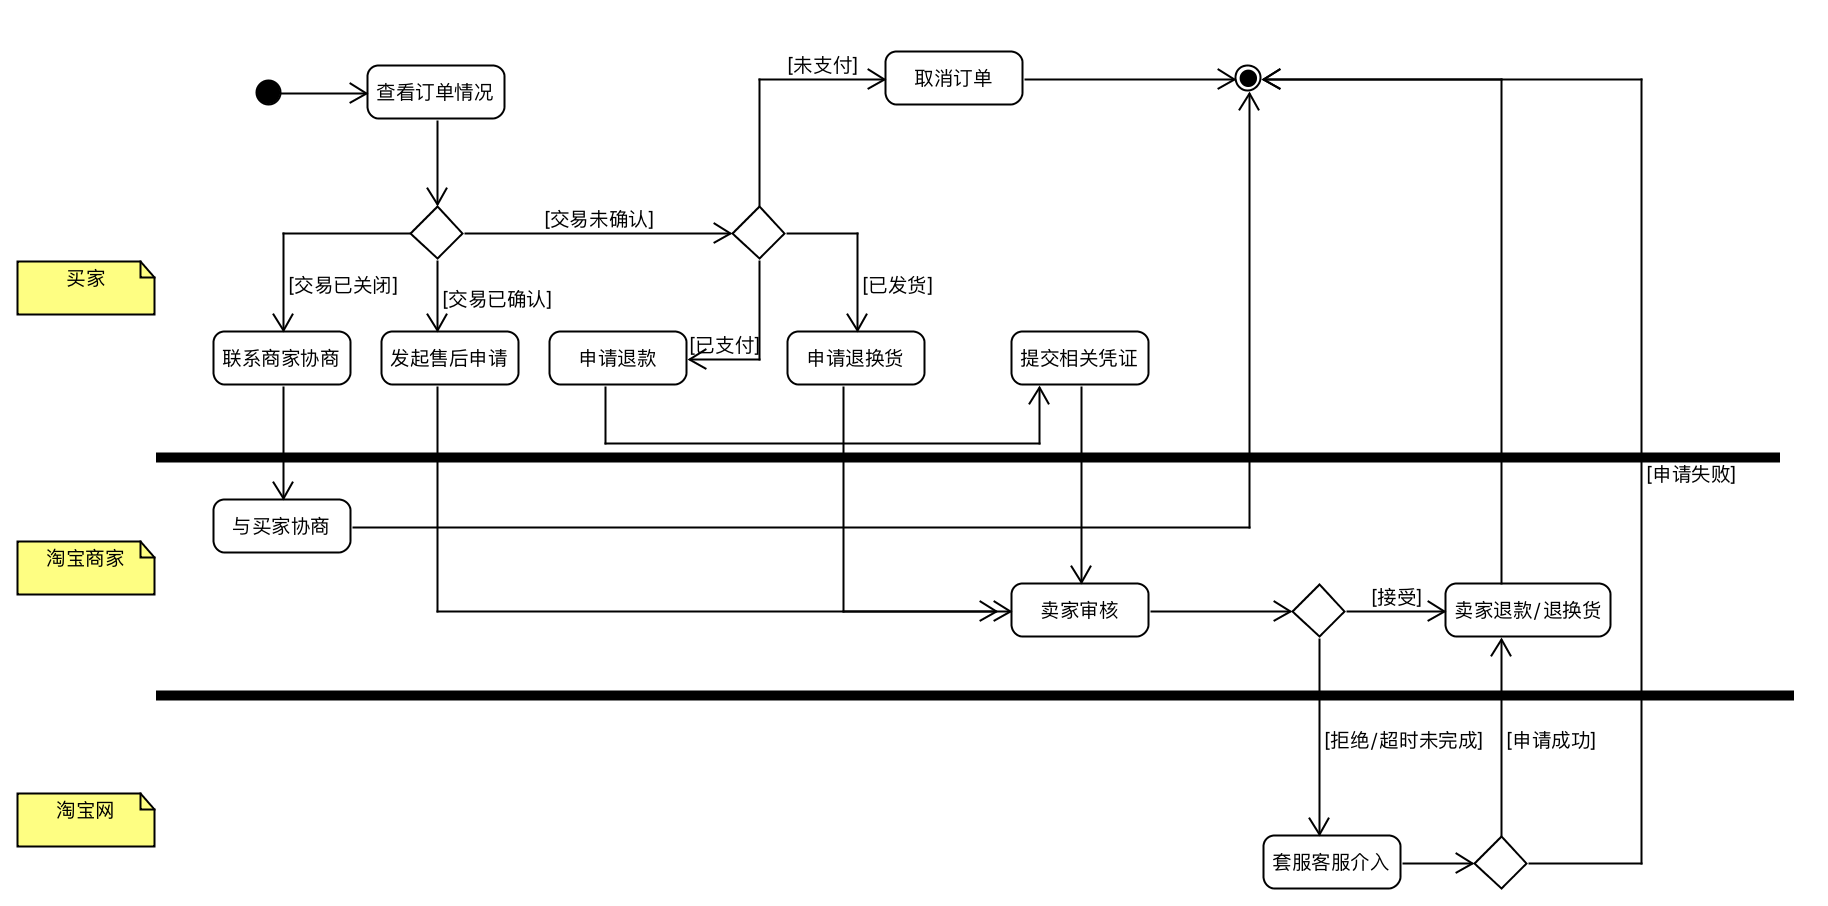 [未支付]
取消订单
查看订单情况
[交易未确认]
买家
[交易已关闭]
[交易已确认]
[已发货]
[已支付]
联系商家协商
发起售后申请
申请退款
申请退换货
提交相关凭证
[申请失败]
与买家协商
淘宝商家
[接受]
卖家审核
卖家退款/退换货
[拒绝/超时未完成]
[申请成功]
淘宝网
套服客服介入